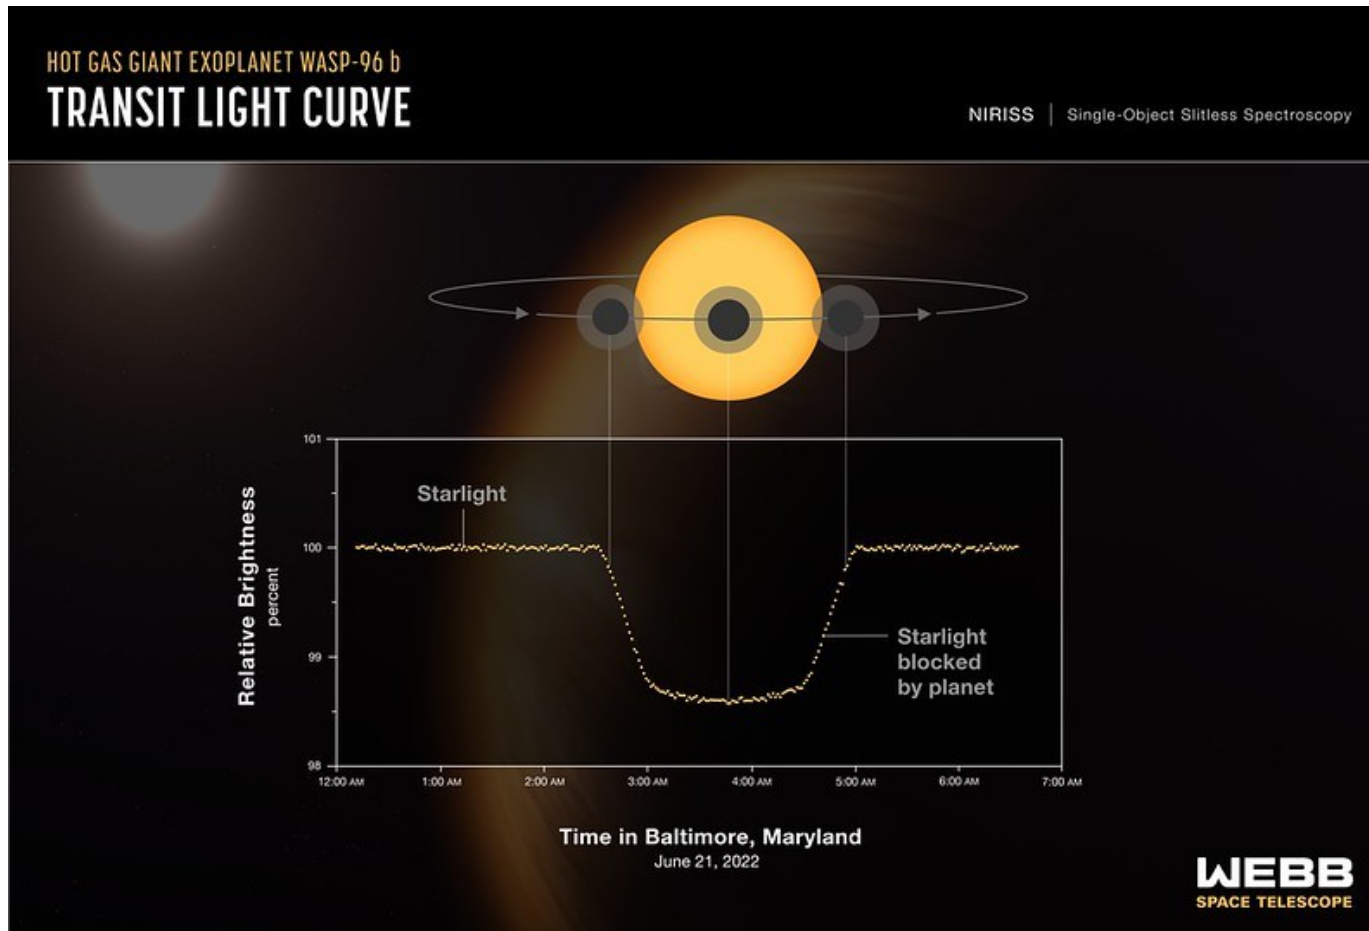 HOT GAS GIANT EXOPLANET WASP-96 b
TRANSIT LIGHT CURVE
NIRISS | Single-Object Slitless Spectroscopy
101
100
99
98
Relative Brightness
percent
Starlight
Starlight
blocked
by planet
12:00 AM 1:00 AM 2:00 AM 3:00 AM 4:00 AM 5:00 AM 6:00 AM 7:00 AM
Time in Baltimore, Maryland
June 21, 2022
WEBB
SPACE TELESCOPE